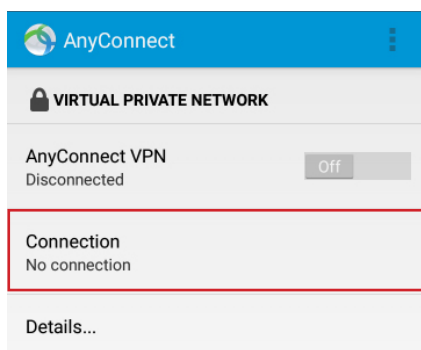 AnyConnect
VIRTUAL PRIVATE NETWORK
AnyConnect VPN
Off
Disconnected
Connection
No connection
Details...